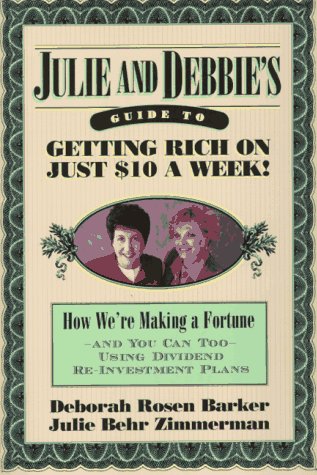 JULIE AND DEBBIE'S
GUIDE TO
GETTING RICH ON
JUST $10 A WEEK!
How We're Making a Fortune
–AND YOU CAN TOO–
USING DIVIDEND
RE-INVESTMENT PLANS
Deborah Rosen Barker
Julie Behr Zimmerman